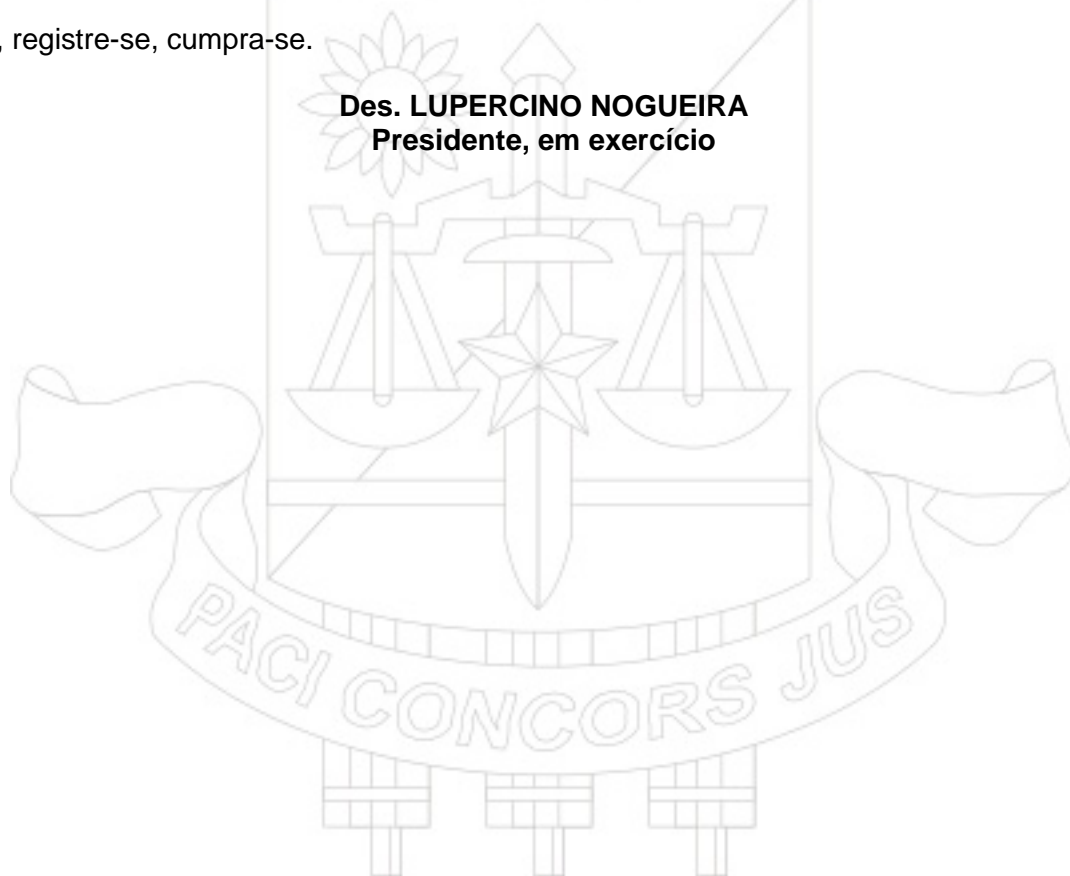 , registre-se, cumpra-se.
Des. LUPERCINO NOGUEIRA
Presidente, em exercício
PACI CONCORS JUS